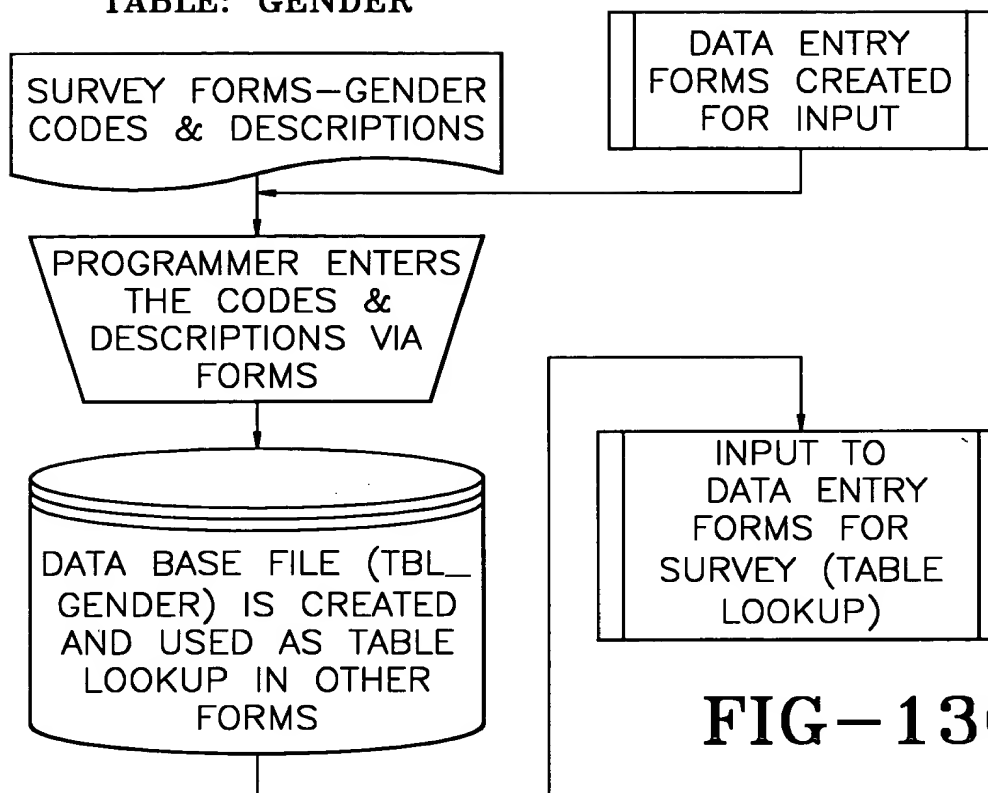 TABLE: GENDER
SURVEY FORMS-GENDER
CODES & DESCRIPTIONS
DATA ENTRY
FORMS CREATED
FOR INPUT
PROGRAMMER ENTERS
THE CODES &
DESCRIPTIONS VIA
FORMS
DATA BASE FILE (TBL_
GENDER) IS CREATED
AND USED AS TABLE
LOOKUP IN OTHER
FORMS
INPUT TO
DATA ENTRY
FORMS FOR
SURVEY (TABLE
LOOKUP)